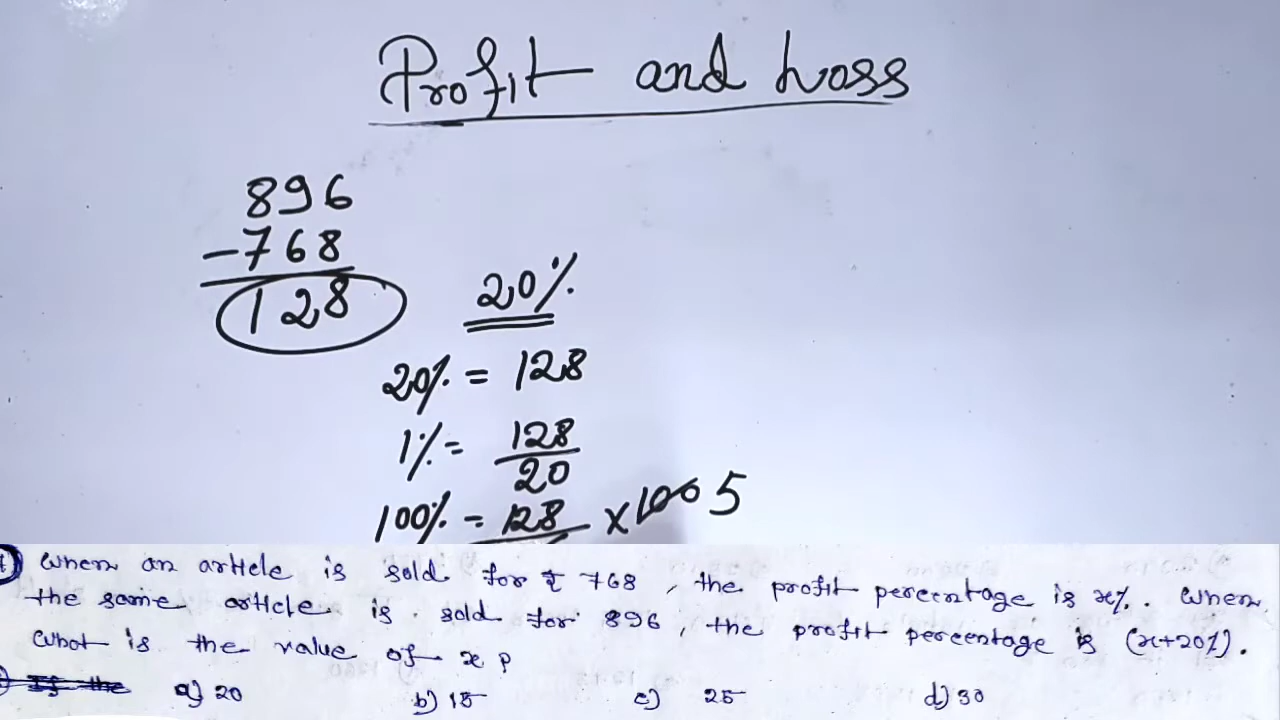 Profit and Loss
896
-768
128
20%
20% = 128
1% = 128/20
100% = 128 × 100 5
When an article is sold for ₹ 768, the profit percentage is x%. When
the same article is sold for 896, the profit percentage is (x+20%).
What is the value of x ?
If the a) 20 b) 15 c) 25 d) 30